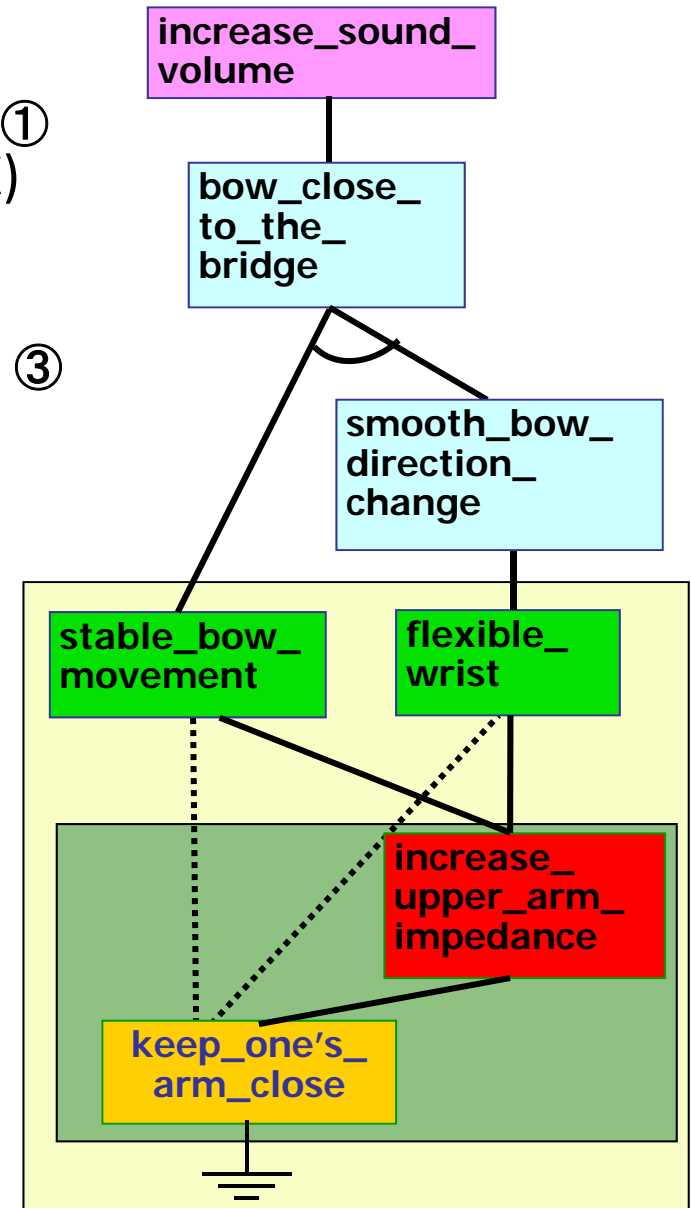 increase_sound_
volume
①
)
bow_close_
to_the_
bridge
③
smooth_bow_
direction_
change
stable_bow_
movement
flexible_
wrist
increase_
upper_arm_
impedance
keep_one's_
arm_close